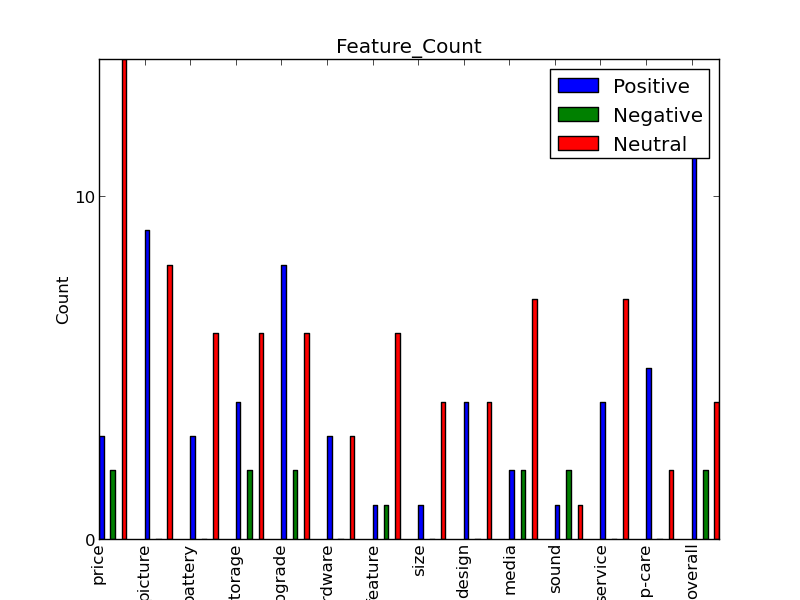 Feature_Count
Positive
Negative
Neutral
10
0
Count
price
picture
battery
torage
pgrade
rdware
feature
size
design
media
sound
service
p-care
overall